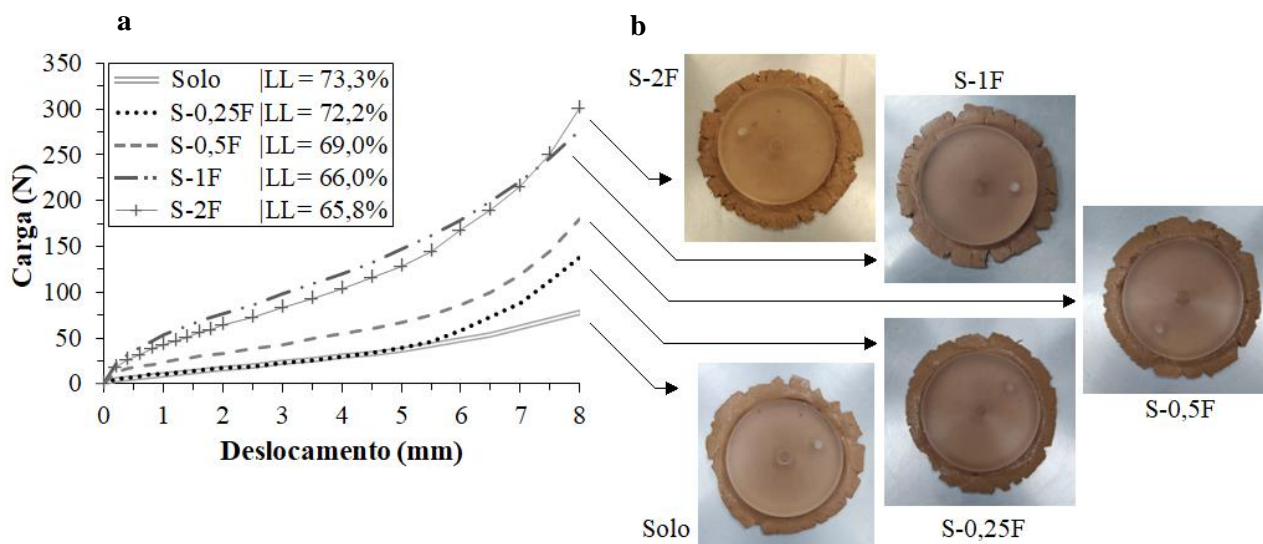 a
b
350
300
250
200
150
100
50
0
Carga (N)
Solo |LL = 73,3%
S-0,25F |LL = 72,2%
S-0,5F |LL = 69,0%
S-1F |LL = 66,0%
S-2F |LL = 65,8%
0 1 2 3 4 5 6 7 8
Deslocamento (mm)
S-2F
S-1F
S-0,5F
Solo
S-0,25F